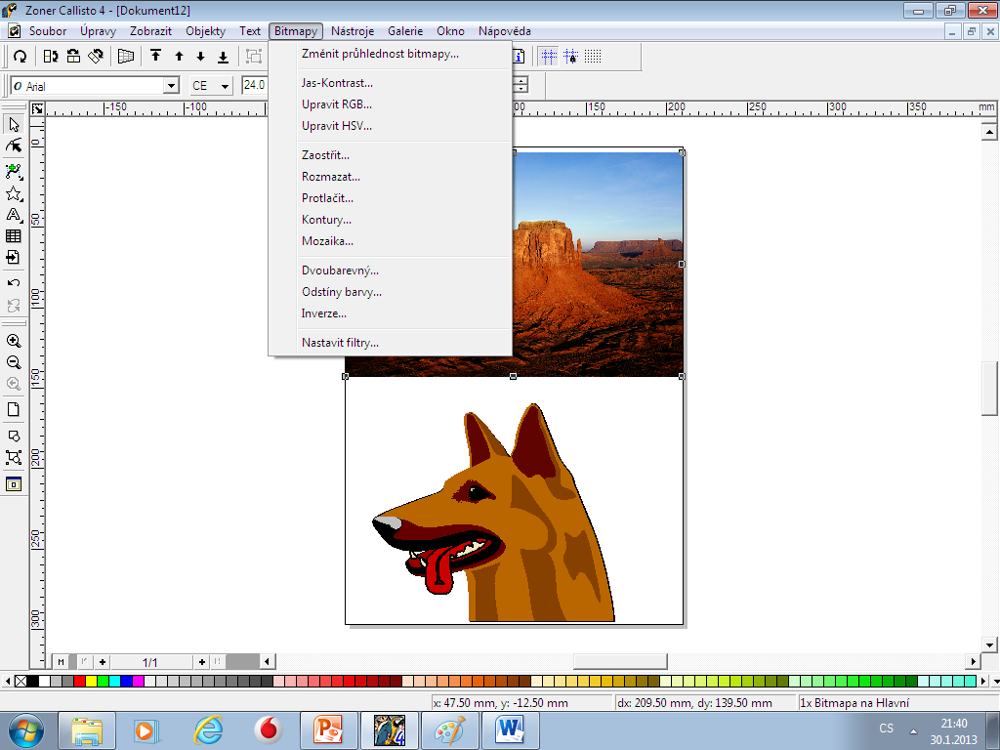 Zoner Callisto 4 - [Dokument12]
Soubor Úpravy Zobrazit Objekty Text Bitmapy Nástroje Galerie Okno Nápověda
Změnit průhlednost bitmapy...
Arial CE 24.0
Jas-Kontrast...
Upravit RGB...
Upravit HSV...
Zaostřit...
Rozmazat...
Protlačit...
Kontury...
Mozaika...
Dvoubarevný...
Odstíny barvy...
Inverze...
Nastavit filtry...
-150 -100 150 200 250 300 350 mm
0
50
100
150
200
250
300
1/1
x: 47.50 mm, y: -12.50 mm dx: 209.50 mm, dy: 139.50 mm 1x Bitmapa na Hlavní
CS 21:40
30.1.2013